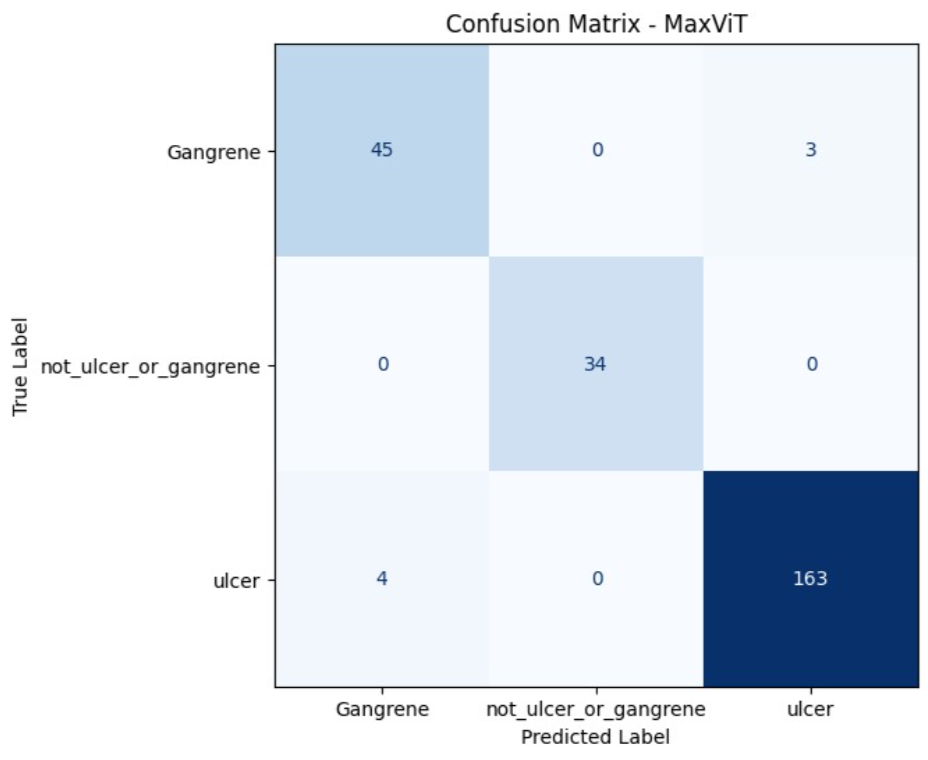 Confusion Matrix - MaxViT
Gangrene
45 0 3
not_ulcer_or_gangrene
0 34 0
ulcer
4 0 163
True Label
Gangrene not_ulcer_or_gangrene ulcer
Predicted Label